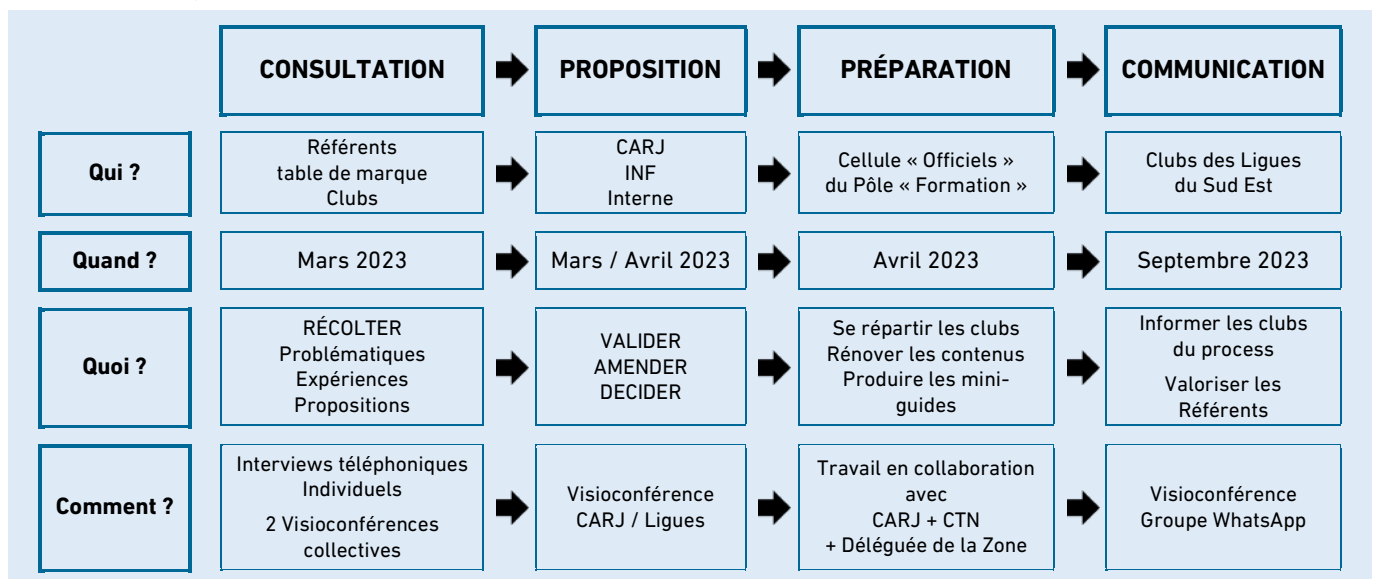 CONSULTATION
PROPOSITION
PRÉPARATION
COMMUNICATION
Qui ?
Référents
table de marque
Clubs
CARJ
INF
Interne
Cellule « Officiels »
du Pôle « Formation »
Clubs des Ligues
du Sud Est
Quand ?
Mars 2023
Mars / Avril 2023
Avril 2023
Septembre 2023
Quoi ?
RÉCOLTER
Problématiques
Expériences
Propositions
VALIDER
AMENDER
DECIDER
Se répartir les clubs
Rénover les contenus
Produire les mini-
guides
Informer les clubs
du process
Valoriser les
Référents
Comment ?
Interviews téléphoniques
Individuels
2 Visioconférences
collectives
Visioconférence
CARJ / Ligues
Travail en collaboration
avec
CARJ + CTN
+ Déléguée de la Zone
Visioconférence
Groupe WhatsApp